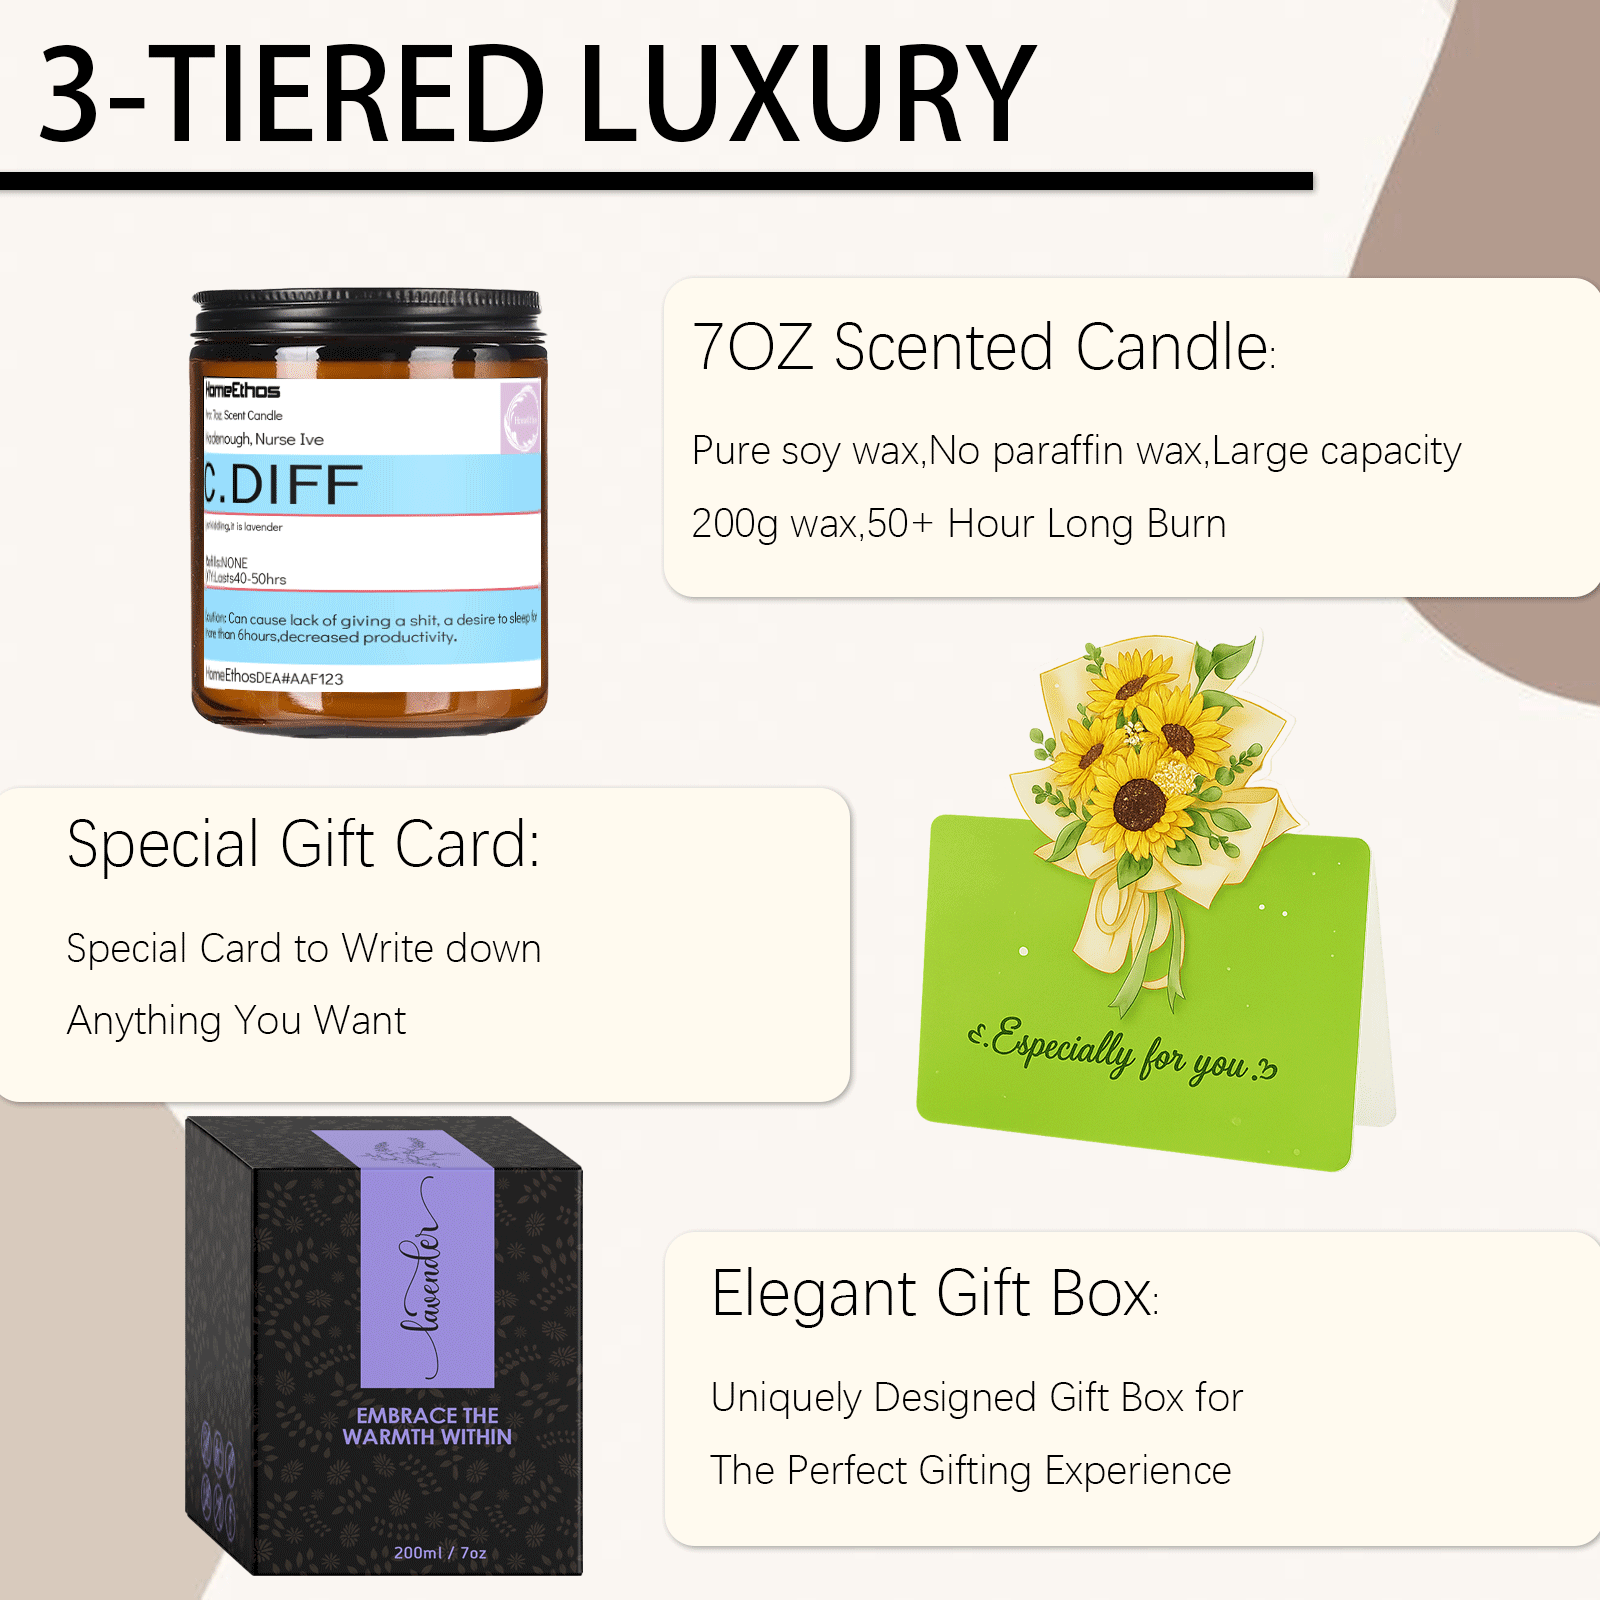 3-TIERED LUXURY
HomeEthos
7oz Scent Candle
Nurse Ive
C.DIFF
it is lavender
NONE
Lasts40-50hrs
Can cause lack of giving a shit, a desire to sleep for
more than 6hours,decreased productivity.
HomeEthosDEA#AAF123
7OZ Scented Candle:
Pure soy wax,No paraffin wax,Large capacity
200g wax,50+ Hour Long Burn
Special Gift Card:
Special Card to Write down
Anything You Want
Especially for you
lavender
EMBRACE THE
WARMTH WITHIN
200ml / 7oz
Elegant Gift Box:
Uniquely Designed Gift Box for
The Perfect Gifting Experience